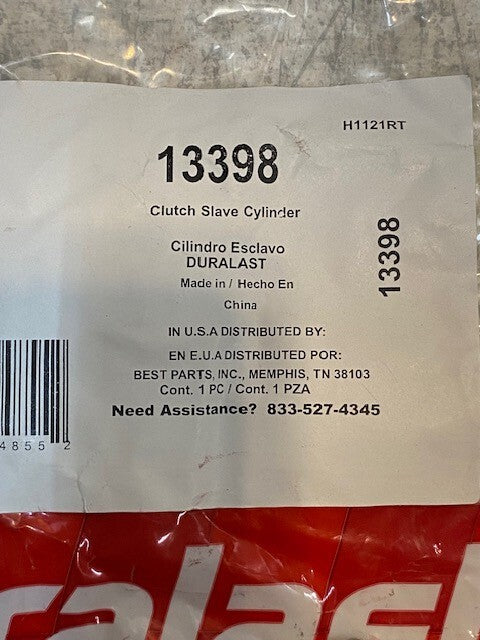 H1121RT
13398
Clutch Slave Cylinder
Cilindro Esclavo
DURALAST
Made in / Hecho En
China
13398
IN U.S.A DISTRIBUTED BY:
EN E.U.A DISTRIBUTED POR:
BEST PARTS, INC., MEMPHIS, TN 38103
Cont. 1 PC / Cont. 1 PZA
Need Assistance? 833-527-4345
4855 2
ralast